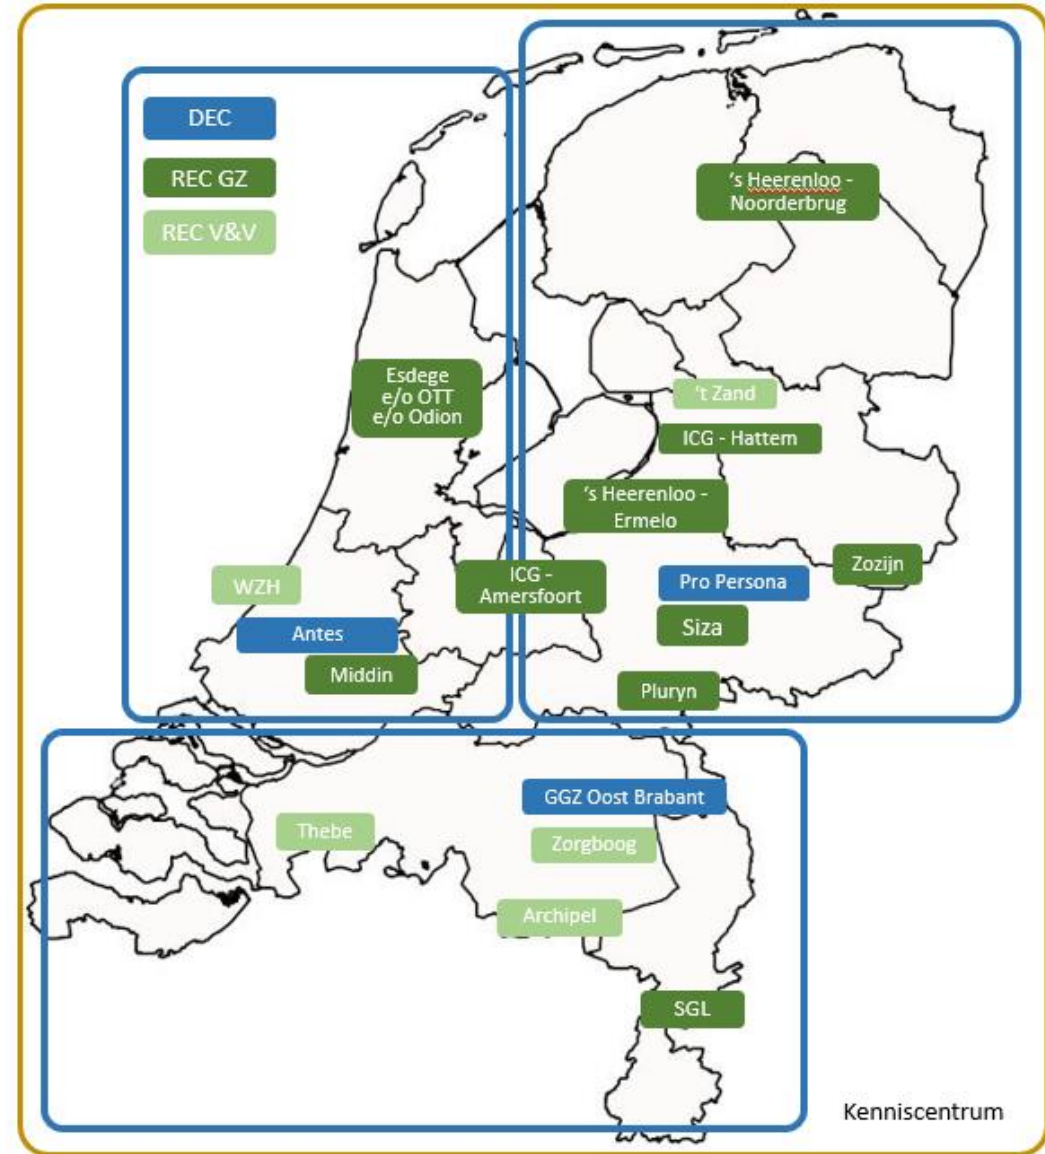 DEC
REC GZ
REC V&V
's Heerenloo -
Noorderbrug
Esdege
e/o OTT
e/o Odion
't Zand
ICG - Hattem
's Heerenloo -
Ermelo
Zozijn
ICG -
Amersfoort
Pro Persona
WZH
Siza
Antes
Middin
Pluryn
GGZ Oost Brabant
Thebe
Zorgboog
Archipel
SGL
Kenniscentrum